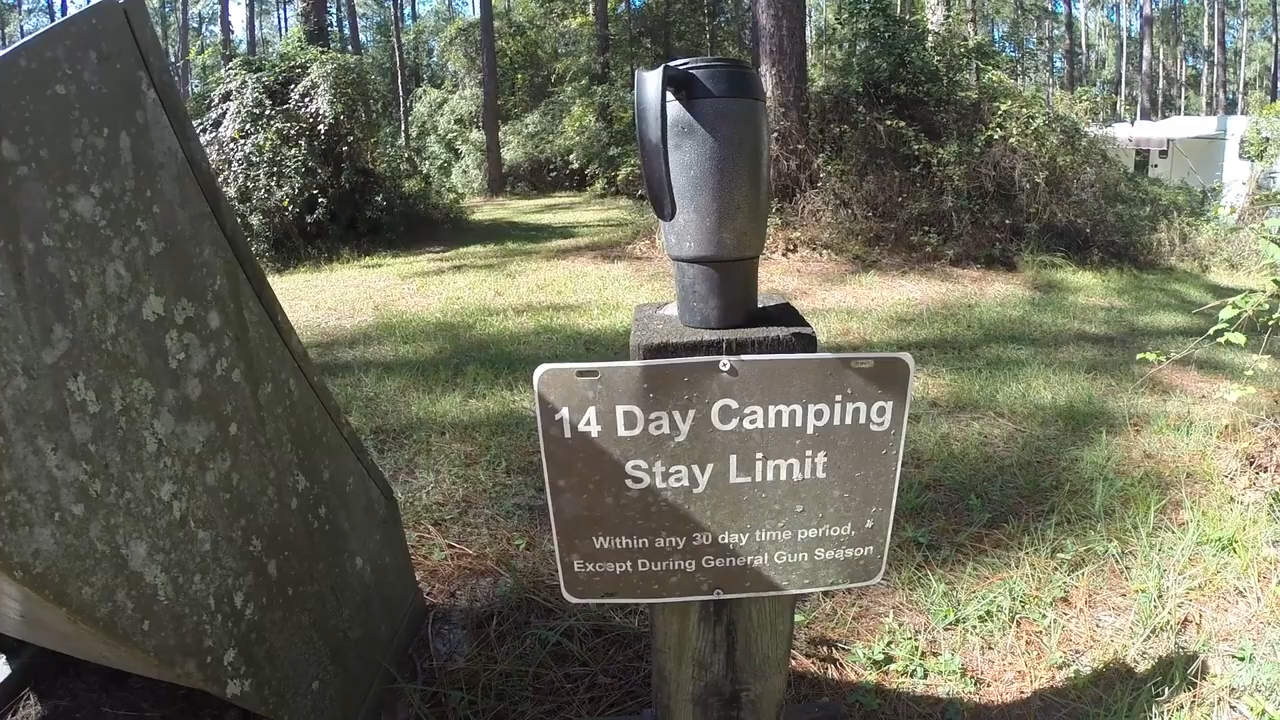 14 Day Camping
Stay Limit
Within any 30 day time period,
Except During General Gun Season